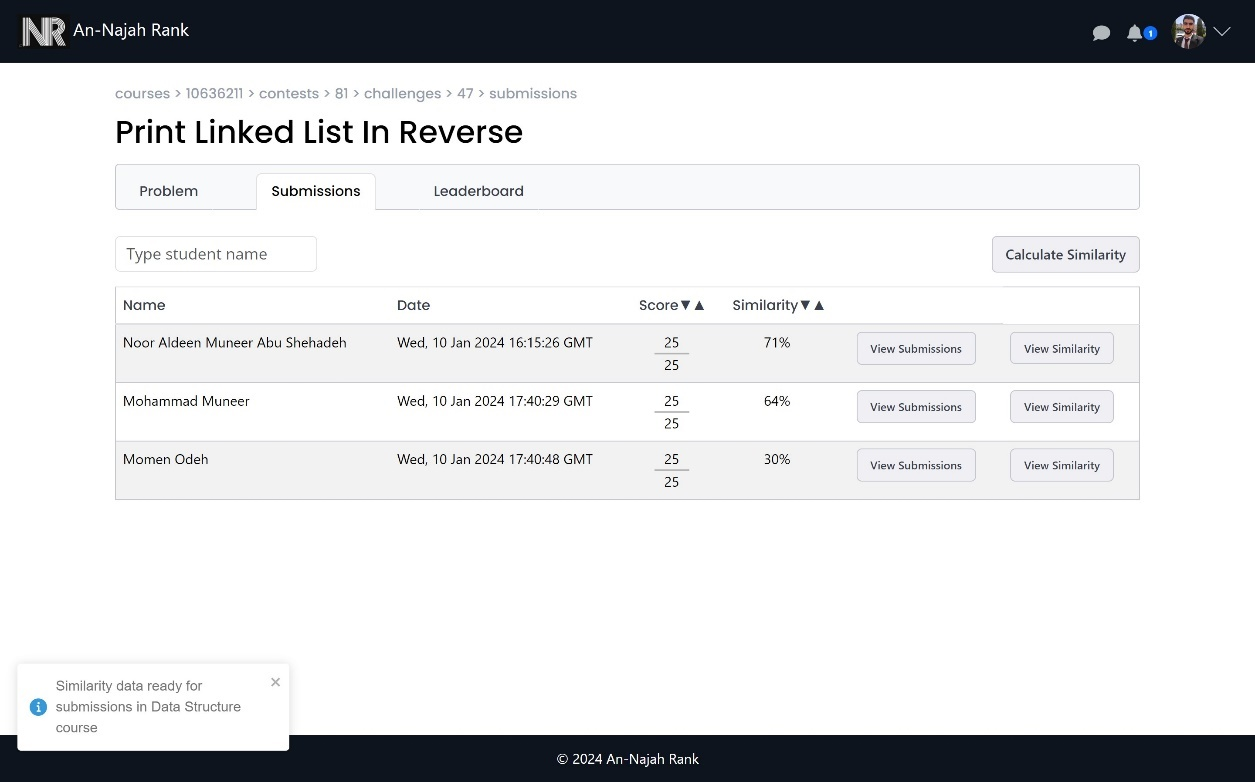 NR An-Najah Rank
1
courses > 10636211 > contests > 81 > challenges > 47 > submissions
Print Linked List In Reverse
Problem Submissions Leaderboard
Type student name Calculate Similarity
Name Date Score▼▲ Similarity▼▲
Noor Aldeen Muneer Abu Shehadeh Wed, 10 Jan 2024 16:15:26 GMT 25 71% View Submissions View Similarity
25
Mohammad Muneer Wed, 10 Jan 2024 17:40:29 GMT 25 64% View Submissions View Similarity
25
Momen Odeh Wed, 10 Jan 2024 17:40:48 GMT 25 30% View Submissions View Similarity
25
Similarity data ready for
submissions in Data Structure
course
© 2024 An-Najah Rank